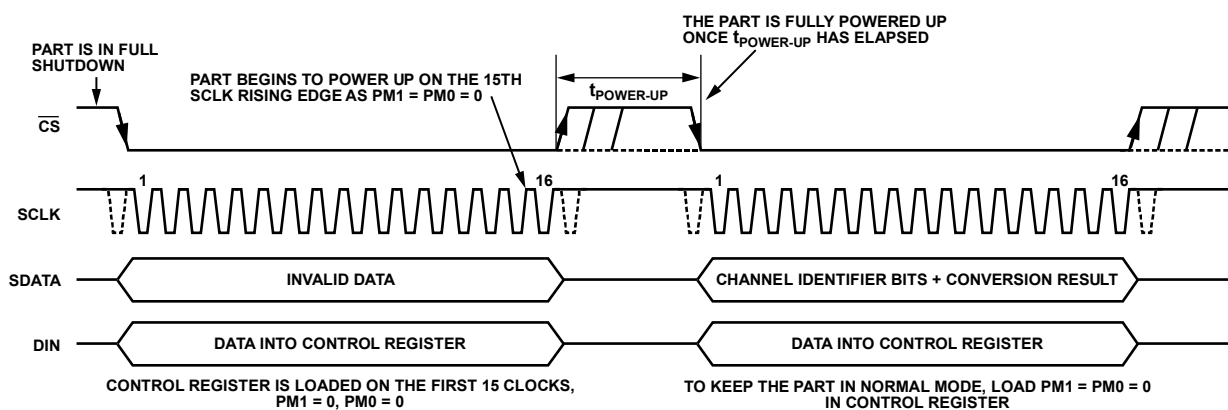 THE PART IS FULLY POWERED UP
ONCE tPOWER-UP HAS ELAPSED
PART IS IN FULL
SHUTDOWN
PART BEGINS TO POWER UP ON THE 15TH
SCLK RISING EDGE AS PM1 = PM0 = 0
tPOWER-UP
CS
1
16
1
16
SCLK
SDATA
INVALID DATA
CHANNEL IDENTIFIER BITS + CONVERSION RESULT
DIN
DATA INTO CONTROL REGISTER
DATA INTO CONTROL REGISTER
CONTROL REGISTER IS LOADED ON THE FIRST 15 CLOCKS,
PM1 = 0, PM0 = 0
TO KEEP THE PART IN NORMAL MODE, LOAD PM1 = PM0 = 0
IN CONTROL REGISTER